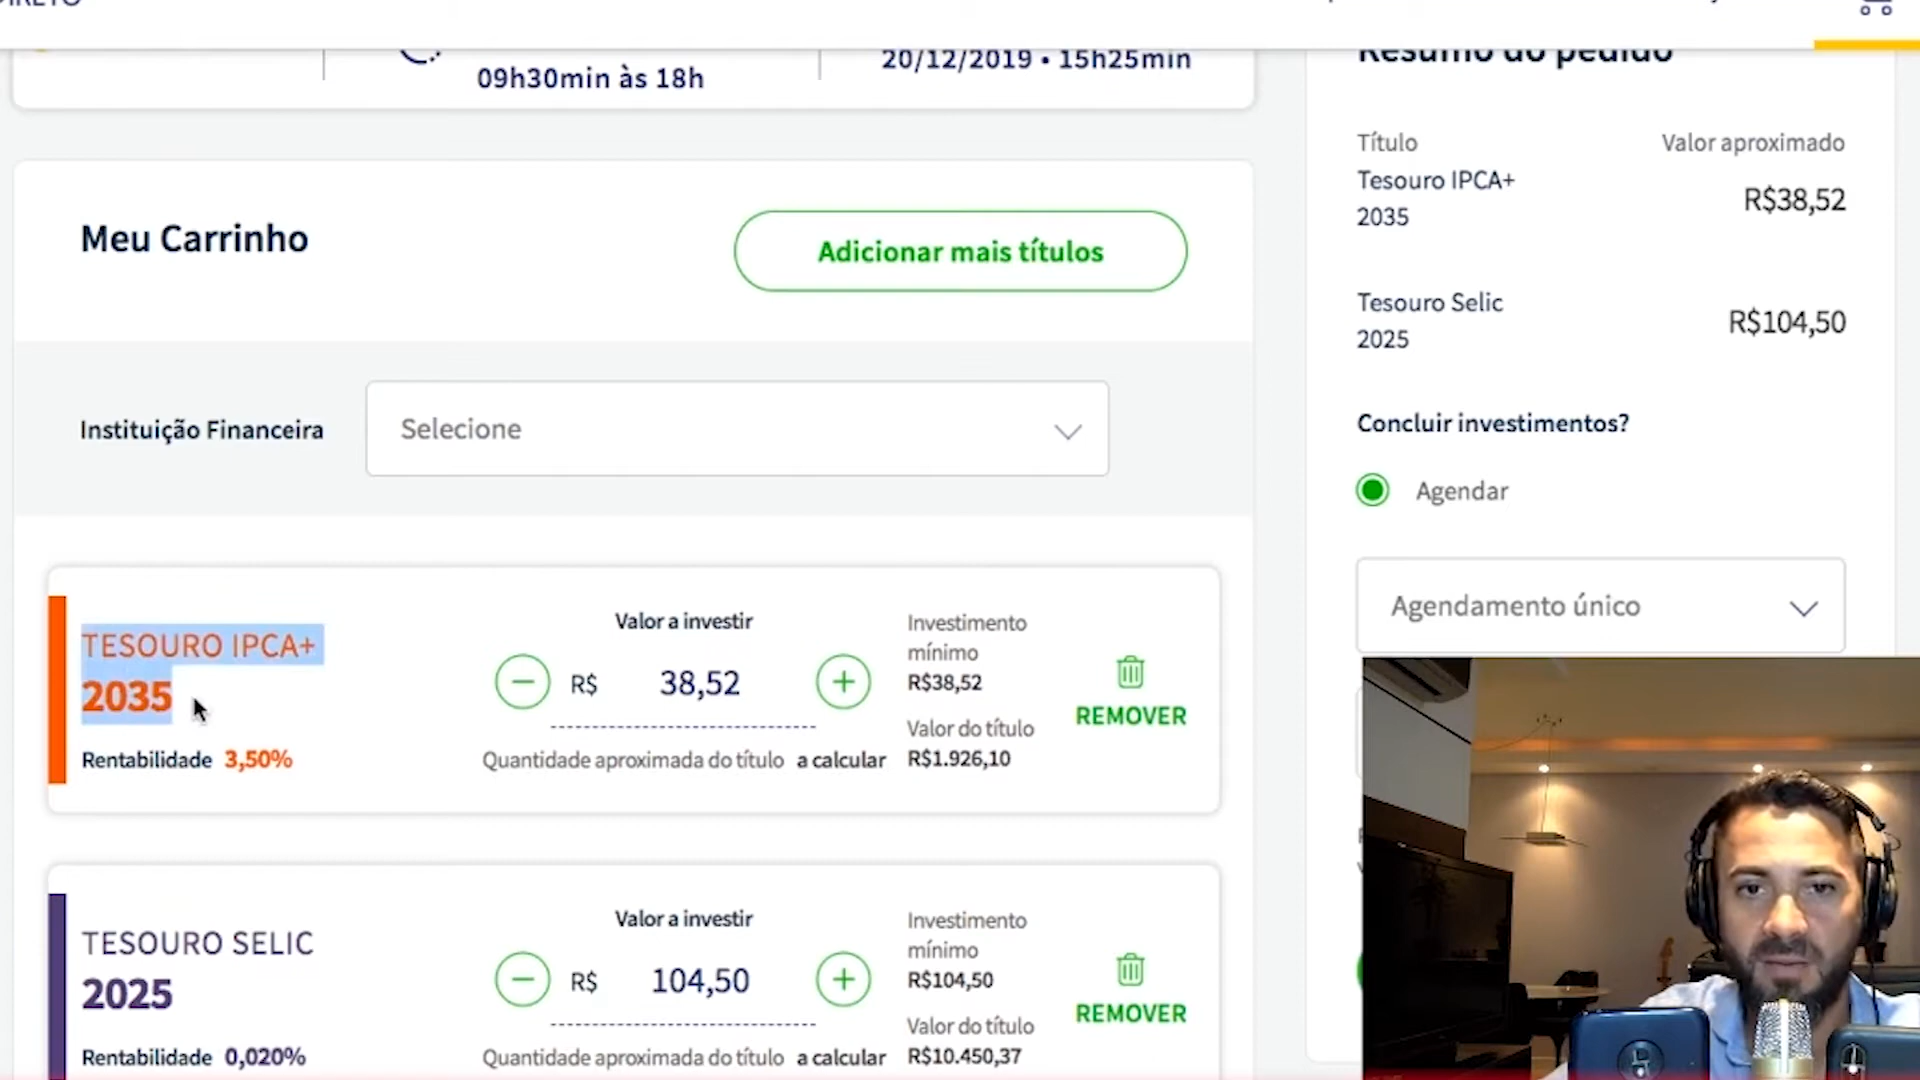 09h30min às 18h
20/12/2019 • 15h25min
Resumo do pedido
Título
Valor aproximado
Tesouro IPCA+
2035
R$38,52
Tesouro Selic
2025
R$104,50
Concluir investimentos?
Agendar
Agendamento único
Meu Carrinho
Adicionar mais títulos
Instituição Financeira
Selecione
TESOURO IPCA+
2035
Rentabilidade 3,50%
Valor a investir
R$ 38,52
Quantidade aproximada do título a calcular
Investimento
mínimo
R$38,52
Valor do título
R$1.926,10
REMOVER
TESOURO SELIC
2025
Rentabilidade 0,020%
Valor a investir
R$ 104,50
Quantidade aproximada do título a calcular
Investimento
mínimo
R$104,50
Valor do título
R$10.450,37
REMOVER